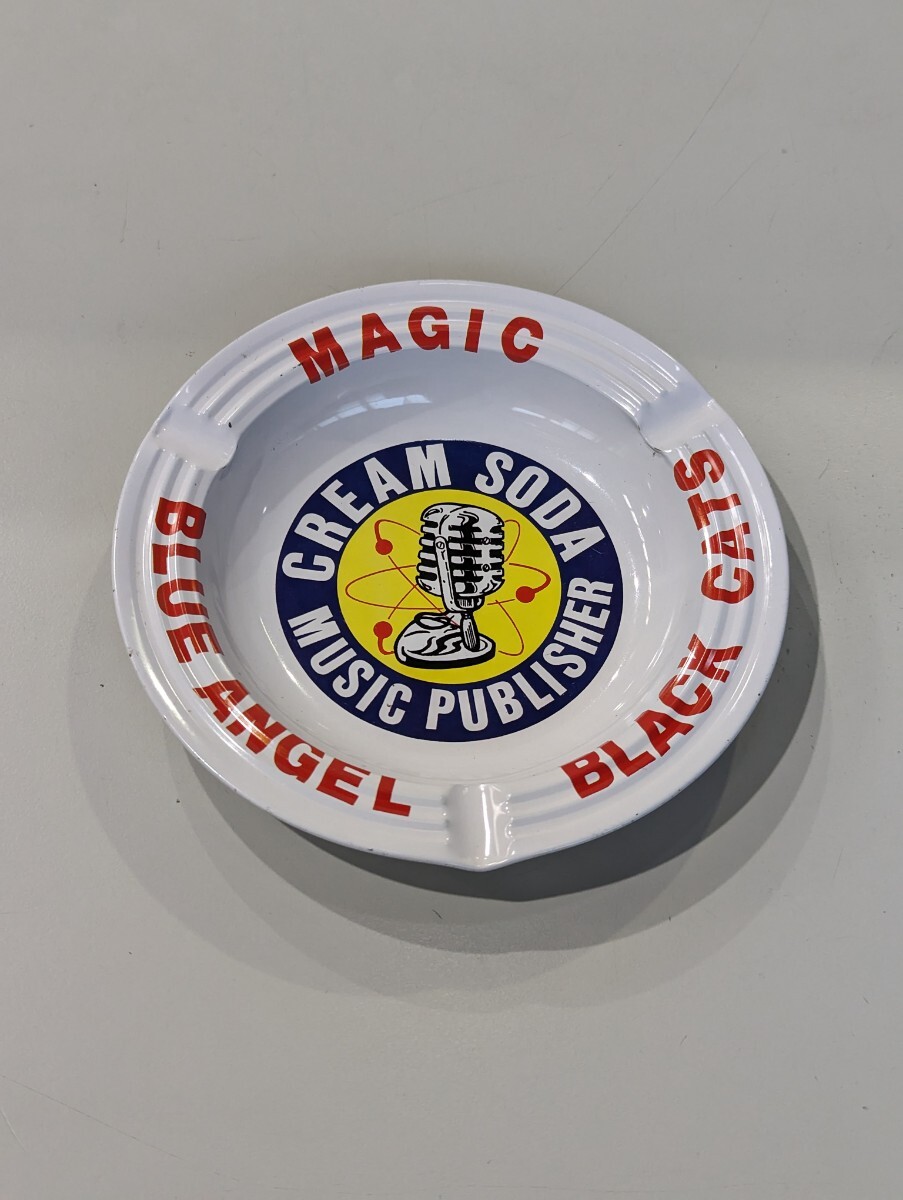 MAGIC
BLUE ANGEL
BLACK CATS
CREAM SODA
MUSIC PUBLISHER